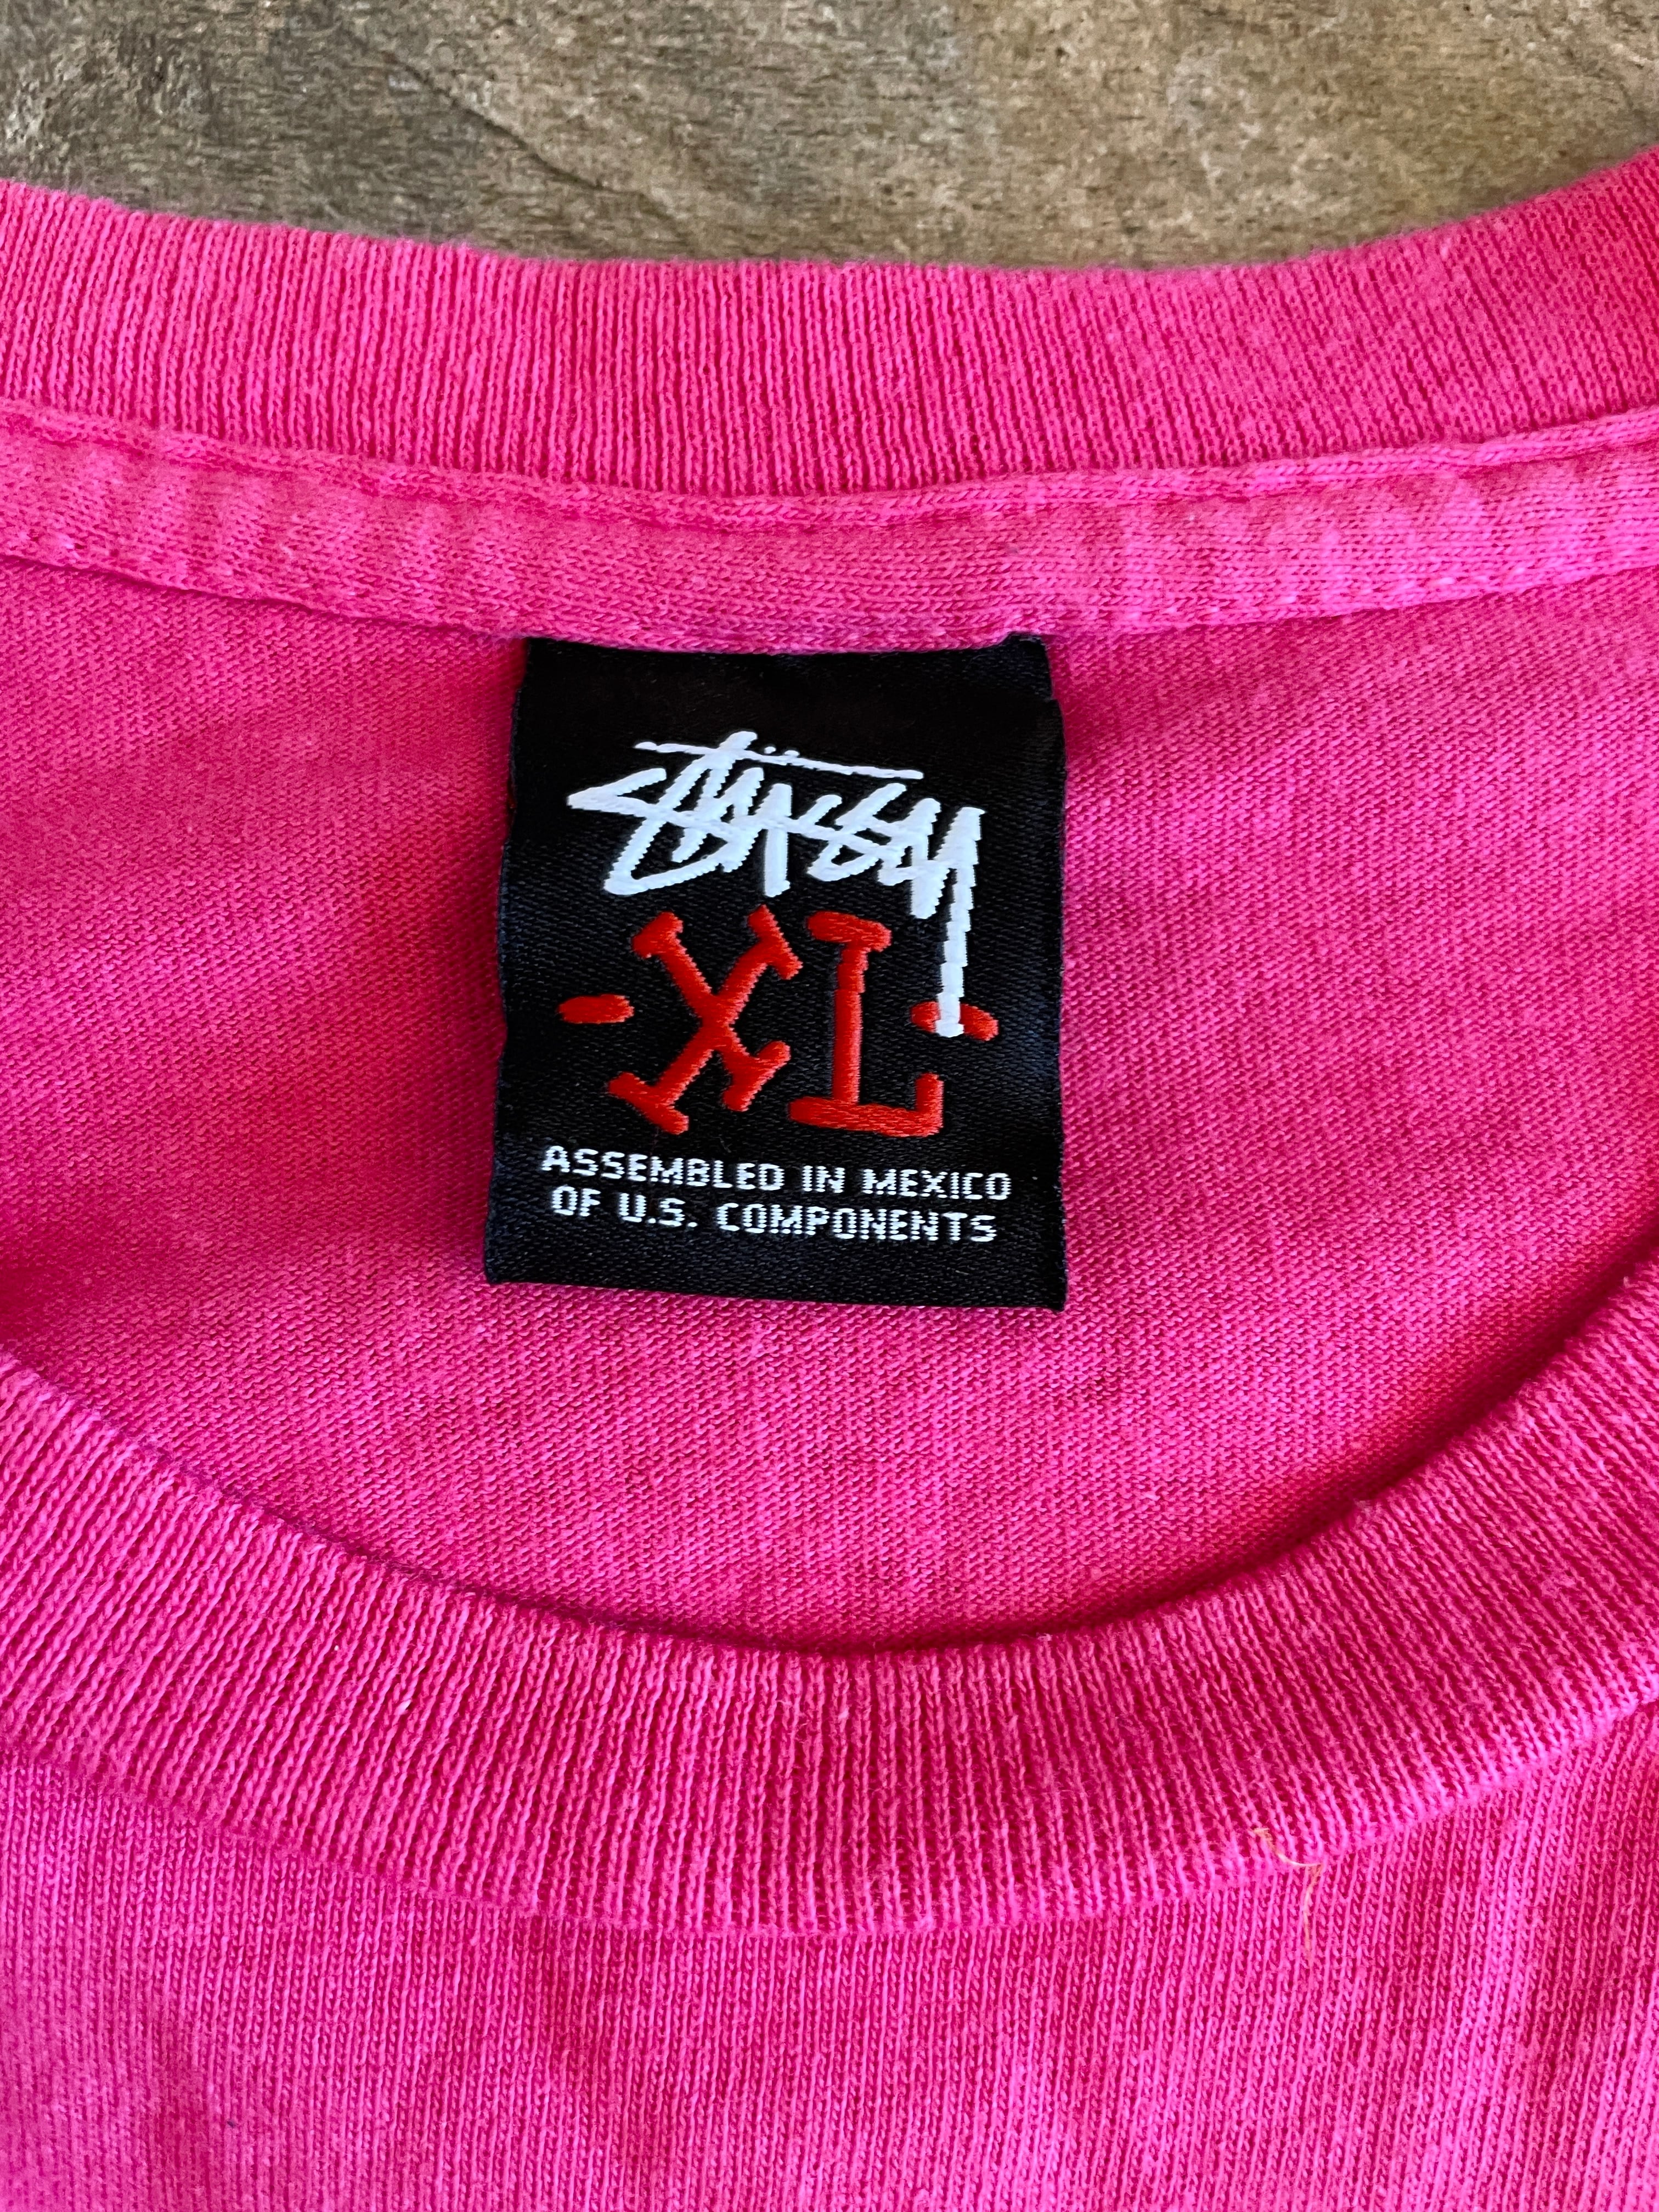 Stüssy
-XL-
ASSEMBLED IN MEXICO
OF U.S. COMPONENTS